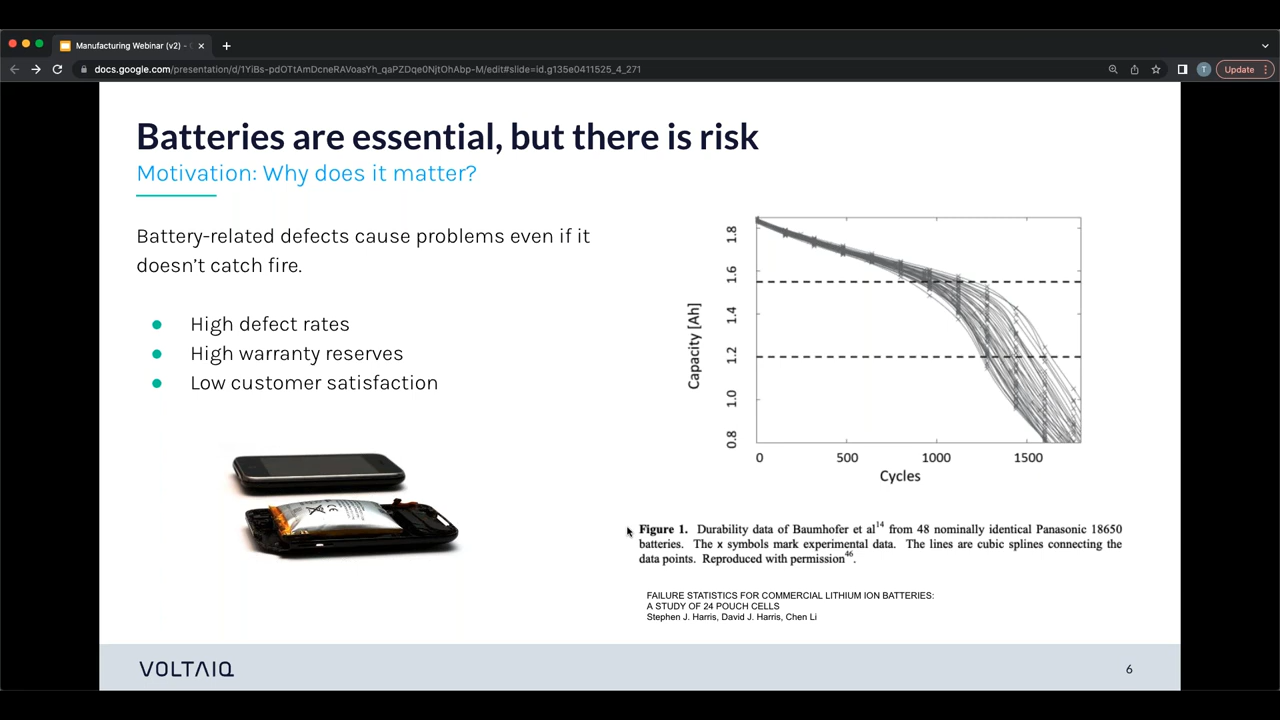 Manufacturing Webinar (v2) -
docs.google.com/presentation/d/1YiBs-pdOTtAmDcneRAVoasYh_qaPZDqe0NjtOhAbp-M/edit#slide=id.g135e0411525_4_271
T
Update
Batteries are essential, but there is risk
Motivation: Why does it matter?
Battery-related defects cause problems even if it
doesn't catch fire.
● High defect rates
● High warranty reserves
● Low customer satisfaction
Capacity [Ah]
1.8
1.6
1.4
1.2
1.0
0.8
0 500 1000 1500
Cycles
Figure 1. Durability data of Baumhofer et al14 from 48 nominally identical Panasonic 18650
batteries. The x symbols mark experimental data. The lines are cubic splines connecting the
data points. Reproduced with permission46.
FAILURE STATISTICS FOR COMMERCIAL LITHIUM ION BATTERIES:
A STUDY OF 24 POUCH CELLS
Stephen J. Harris, David J. Harris, Chen Li
VOLTAIQ
6